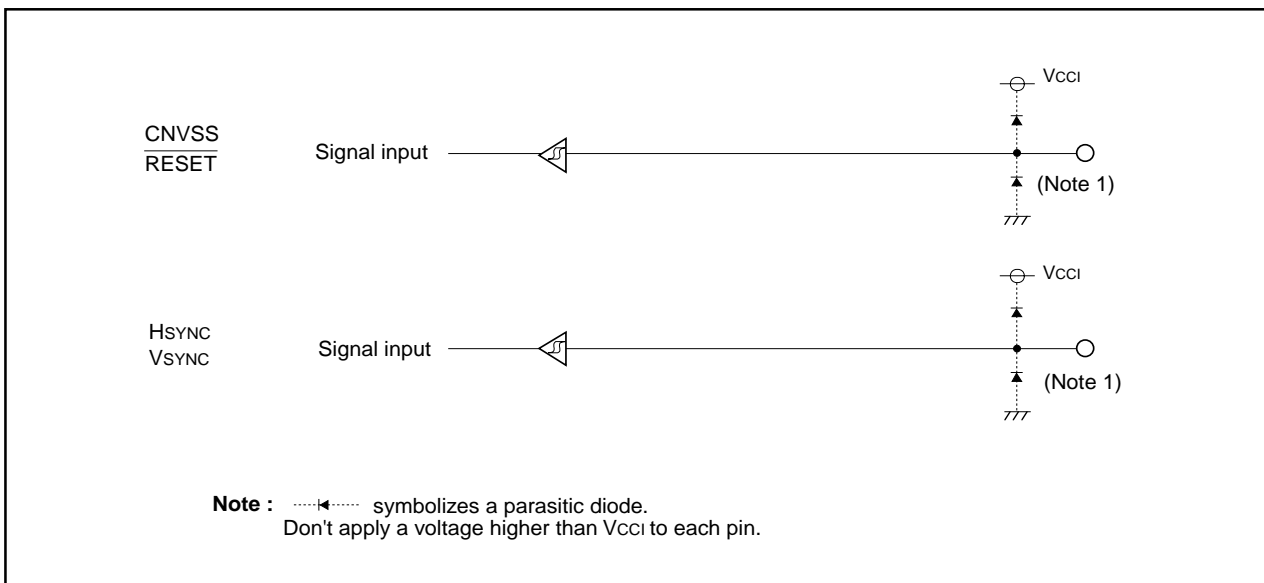 VCCI
CNVSS
RESET
Signal input
(Note 1)
VCCI
HSYNC
VSYNC
Signal input
(Note 1)
Note : symbolizes a parasitic diode.
Don't apply a voltage higher than VCCI to each pin.